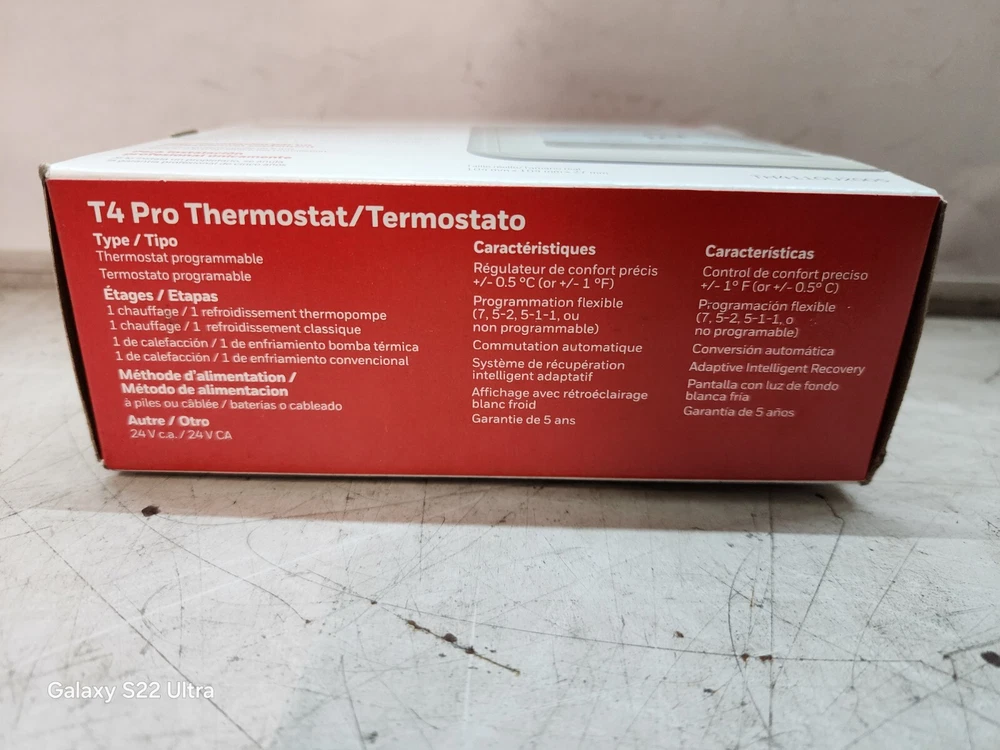 profesional únicamente
T4 Pro Thermostat/Termostato
Type / Tipo
Thermostat programmable
Termostato programable
Étages / Etapas
1 chauffage / 1 refroidissement thermopompe
1 chauffage / 1 refroidissement classique
1 de calefacción / 1 de enfriamiento bomba térmica
1 de calefacción / 1 de enfriamiento convencional
Méthode d'alimentation /
Método de alimentacion
à piles ou câblée / baterías o cableado
Autre / Otro
24 V c.a. / 24 V CA
Caractéristiques
Régulateur de confort précis
+/- 0.5 °C (or +/- 1 °F)
Programmation flexible
(7, 5-2, 5-1-1, ou
non programmable)
Commutation automatique
Système de récupération
intelligent adaptatif
Affichage avec rétroéclairage
blanc froid
Garantie de 5 ans
Características
Control de confort preciso
+/- 1° F (or +/- 0.5° C)
Programación flexible
(7, 5-2, 5-1-1, o
no programable)
Conversión automática
Adaptive Intelligent Recovery
Pantalla con luz de fondo
blanca fría
Garantía de 5 años
Galaxy S22 Ultra